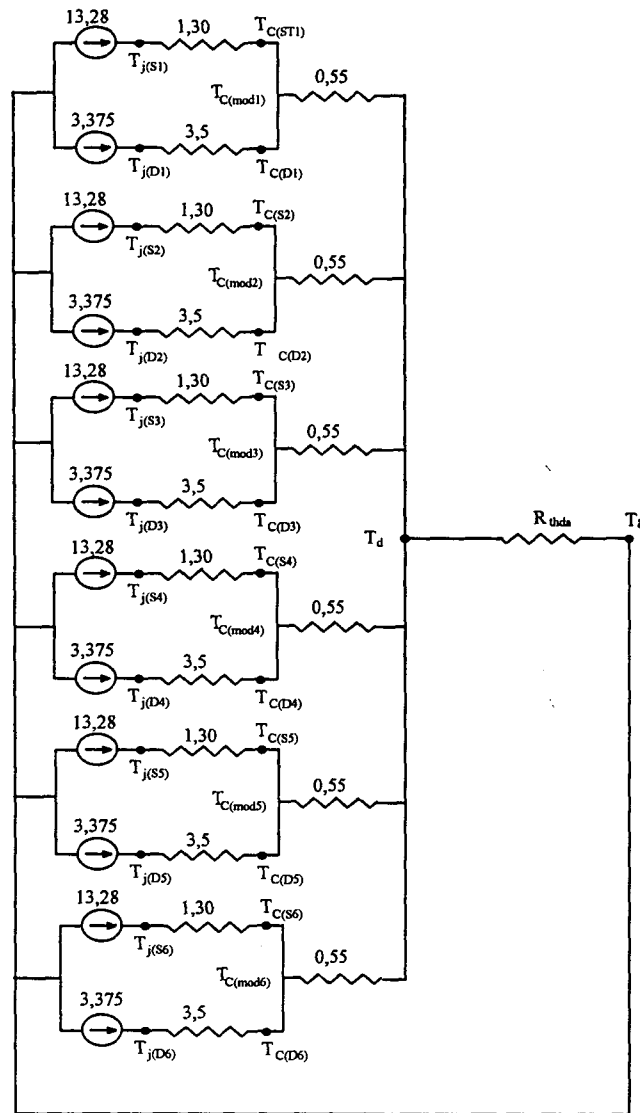 13,28
1,30
T_C(ST1)
T_j(S1)
T_C(mod1)
0,55
3,375
3,5
T_j(D1)
T_C(D1)
13,28
1,30
T_C(S2)
T_j(S2)
T_C(mod2)
0,55
3,375
3,5
T_j(D2)
T_C(D2)
13,28
1,30
T_C(S3)
T_j(S3)
T_C(mod3)
0,55
3,375
3,5
T_j(D3)
T_C(D3)
T_d
R_thda
13,28
1,30
T_C(S4)
T_j(S4)
T_C(mod4)
0,55
3,375
3,5
T_j(D4)
T_C(D4)
13,28
1,30
T_C(S5)
T_j(S5)
T_C(mod5)
0,55
3,375
3,5
T_j(D5)
T_C(D5)
13,28
1,30
T_C(S6)
T_j(S6)
T_C(mod6)
0,55
3,375
3,5
T_j(D6)
T_C(D6)